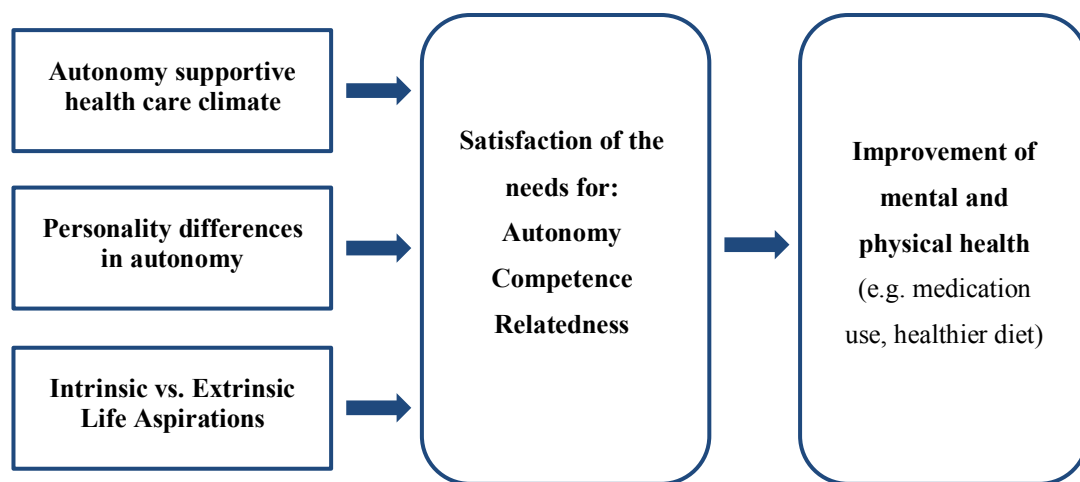 Autonomy supportive
health care climate
Personality differences
in autonomy
Intrinsic vs. Extrinsic
Life Aspirations
Satisfaction of the
needs for:
Autonomy
Competence
Relatedness
Improvement of
mental and
physical health
(e.g. medication
use, healthier diet)